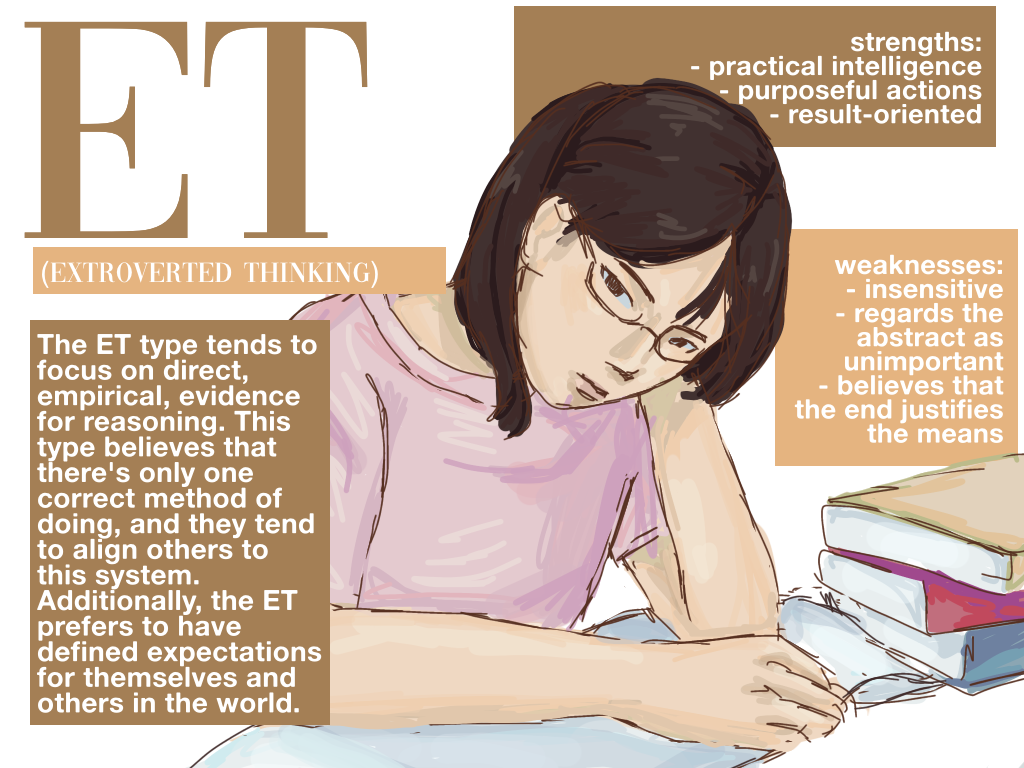 ET
(EXTROVERTED THINKING)
The ET type tends to
focus on direct,
empirical, evidence
for reasoning. This
type believes that
there's only one
correct method of
doing, and they tend
to align others to
this system.
Additionally, the ET
prefers to have
defined expectations
for themselves and
others in the world.
strengths:
- practical intelligence
- purposeful actions
- result-oriented
weaknesses:
- insensitive
- regards the
abstract as
unimportant
- believes that
the end justifies
the means